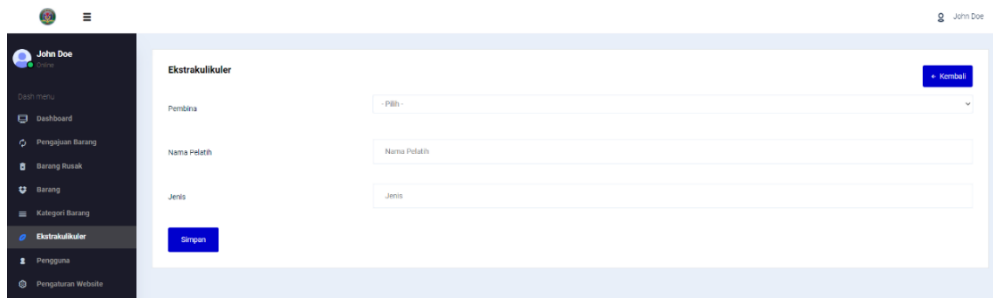 John Doe
John Doe
Online
Dash menu
Dashboard
Pengajuan Barang
Barang Rusak
Barang
Kategori Barang
Ekstrakulikuler
Pengguna
Pengaturan Website
Ekstrakulikuler
+ Kembali
Pembina
- Pilih -
Nama Pelatih
Nama Pelatih
Jenis
Jenis
Simpan